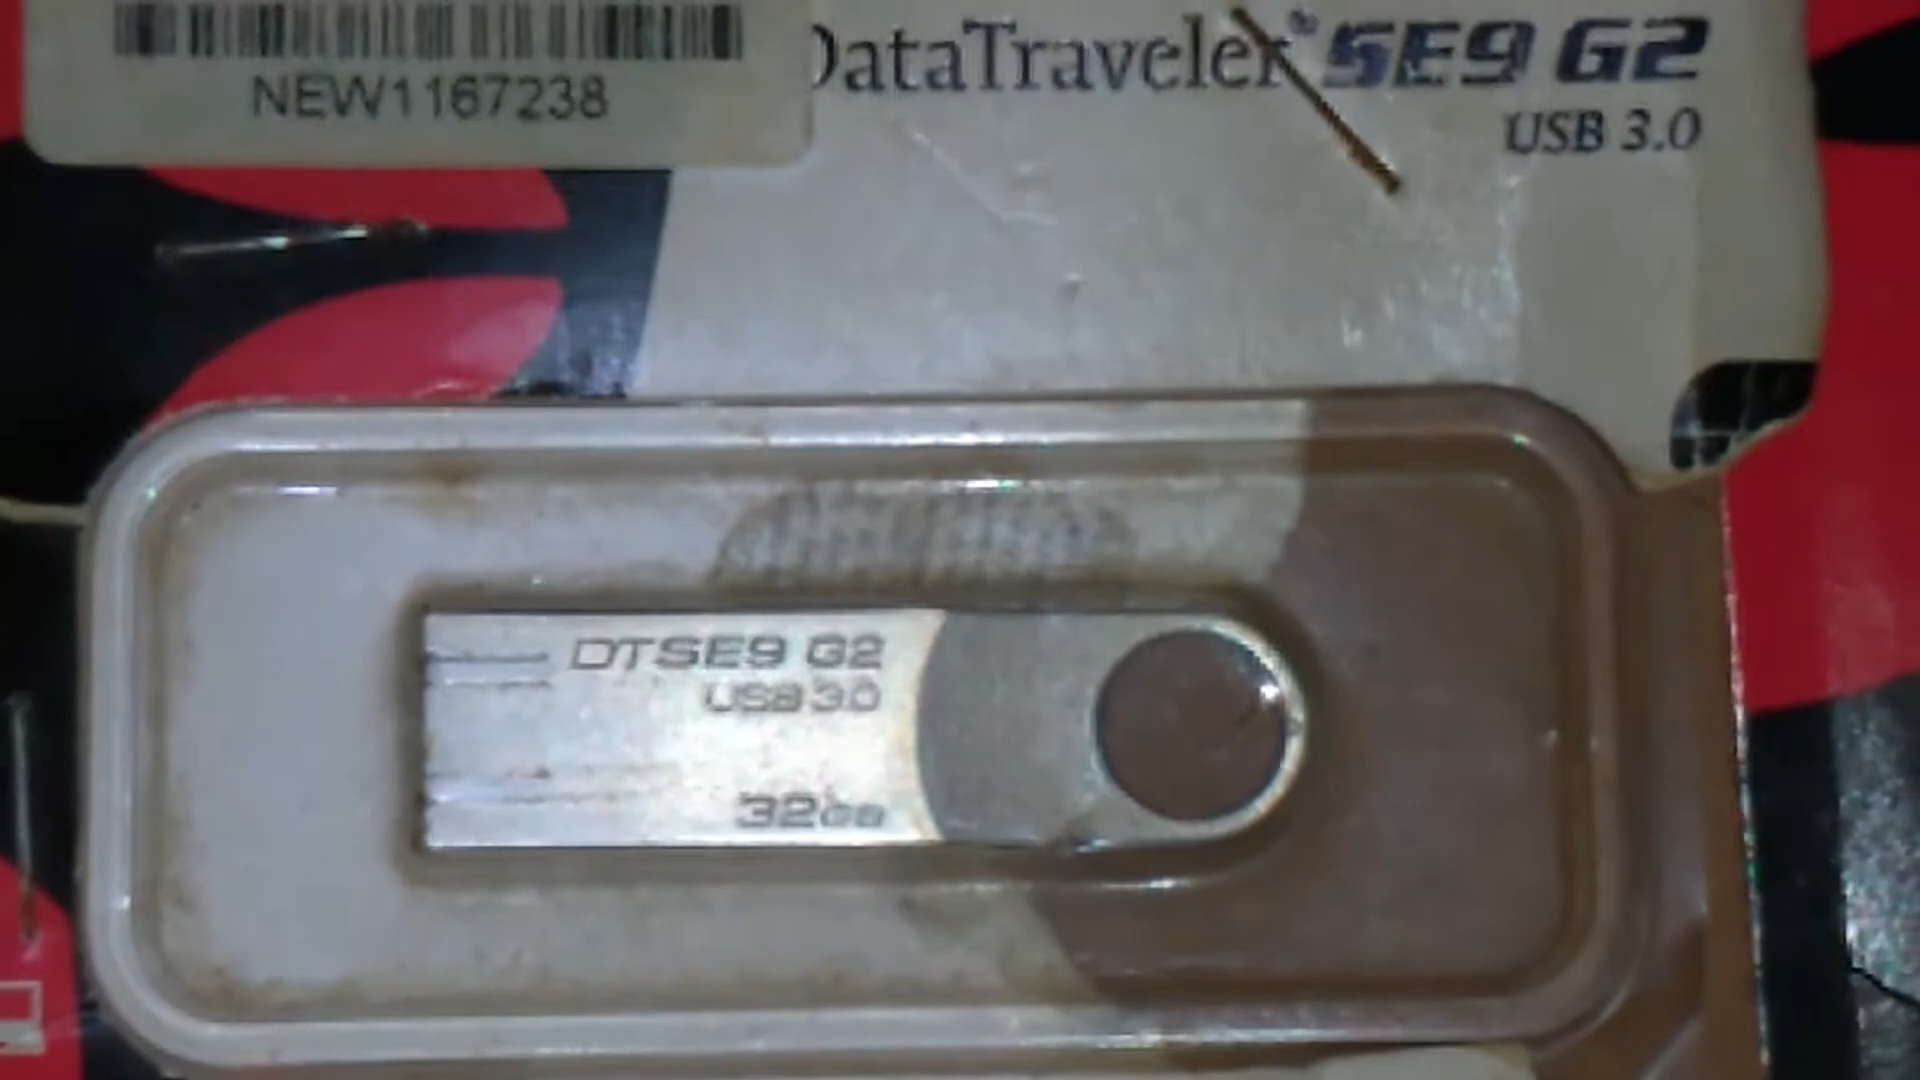 NEW1167238
DataTraveler® SE9 G2
USB 3.0
DTSE9 G2
USB 3.0
32GB